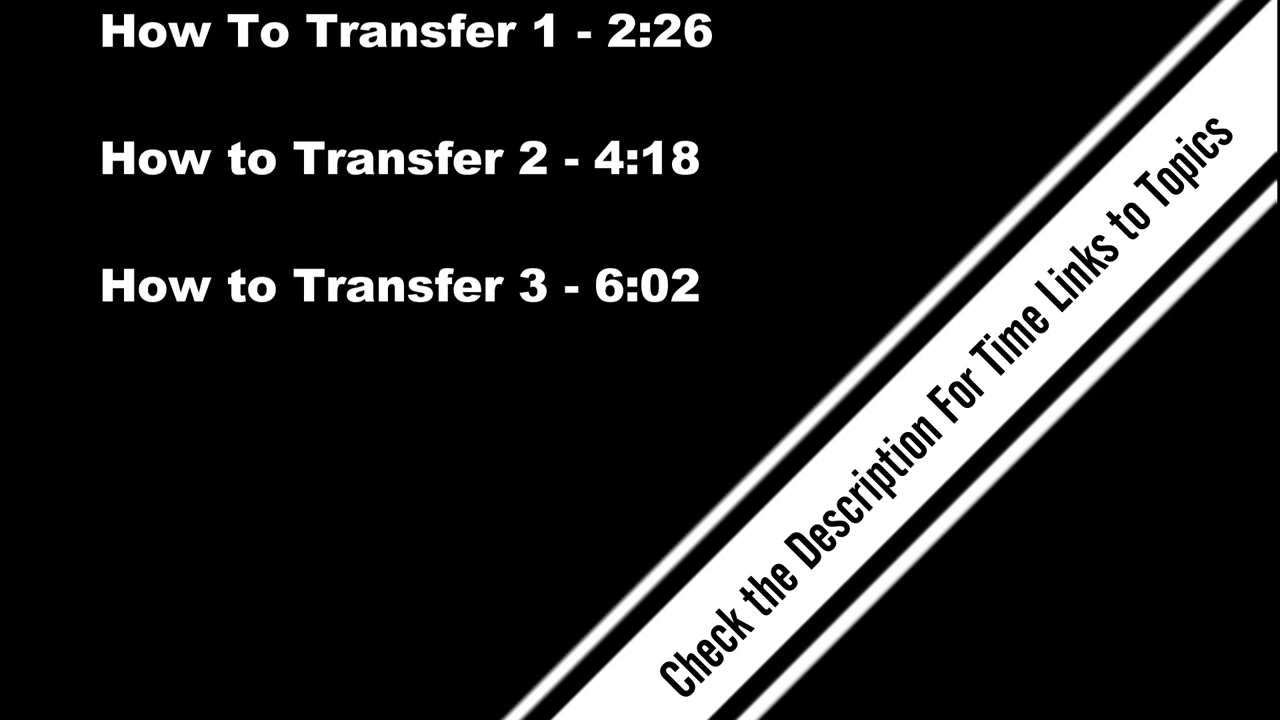 How To Transfer 1 - 2:26
How to Transfer 2 - 4:18
How to Transfer 3 - 6:02
Check the Description For Time Links to Topics